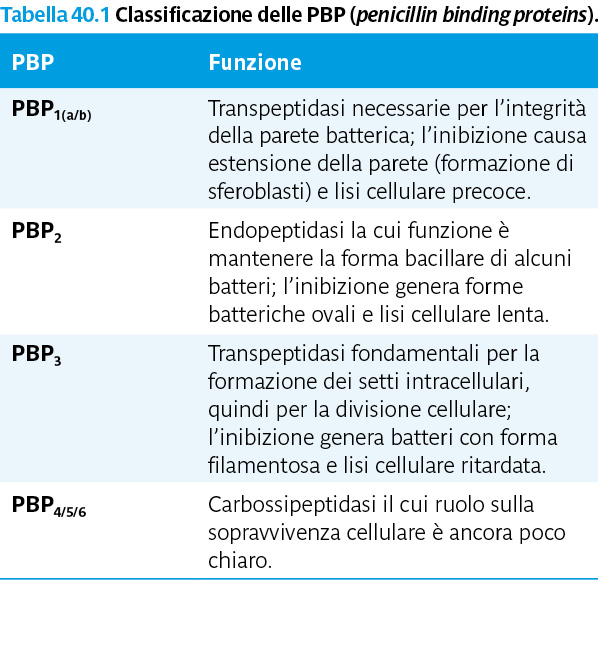 Tabella 40.1 Classificazione delle PBP (penicillin binding proteins).
PBP Funzione
PBP1(a/b) Transpeptidasi necessarie per l’integrità
della parete batterica; l’inibizione causa
estensione della parete (formazione di
sferoblasti) e lisi cellulare precoce.
PBP2 Endopeptidasi la cui funzione è
mantenere la forma bacillare di alcuni
batteri; l’inibizione genera forme
batteriche ovali e lisi cellulare lenta.
PBP3 Transpeptidasi fondamentali per la
formazione dei setti intracellulari,
quindi per la divisione cellulare;
l’inibizione genera batteri con forma
filamentosa e lisi cellulare ritardata.
PBP4/5/6 Carbossipeptidasi il cui ruolo sulla
sopravvivenza cellulare è ancora poco
chiaro.